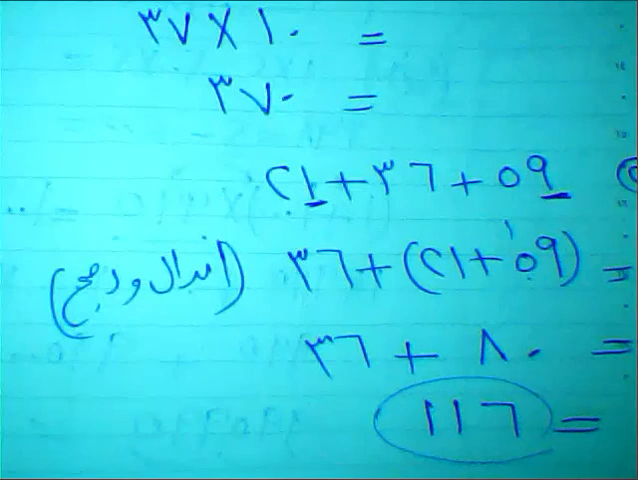 = ٣٧ × ١٠
= ٣٧٠
٥٩ + ٣٦ + ٢١
= (٥٩ + ٢١) + ٣٦ (ابدال ودمج)
= ٨٠ + ٣٦
= ١١٦